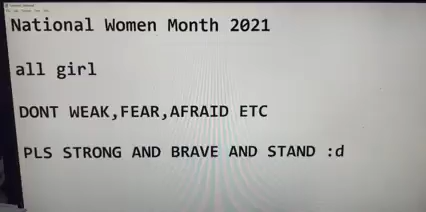 National Women Month 2021
all girl
DONT WEAK,FEAR,AFRAID ETC
PLS STRONG AND BRAVE AND STAND :d